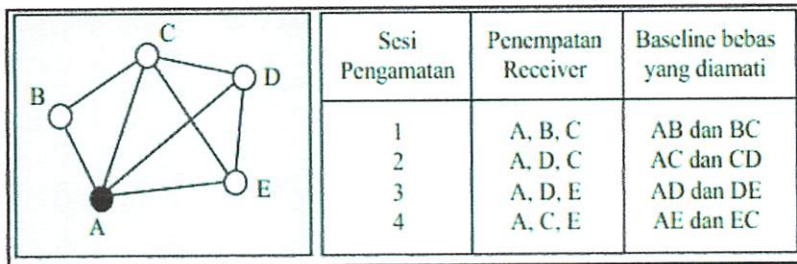 C
D
B
E
A
Sesi Pengamatan
Penempatan Receiver
Baseline bebas yang diamati
1 A, B, C AB dan BC
2 A, D, C AC dan CD
3 A, D, E AD dan DE
4 A, C, E AE dan EC